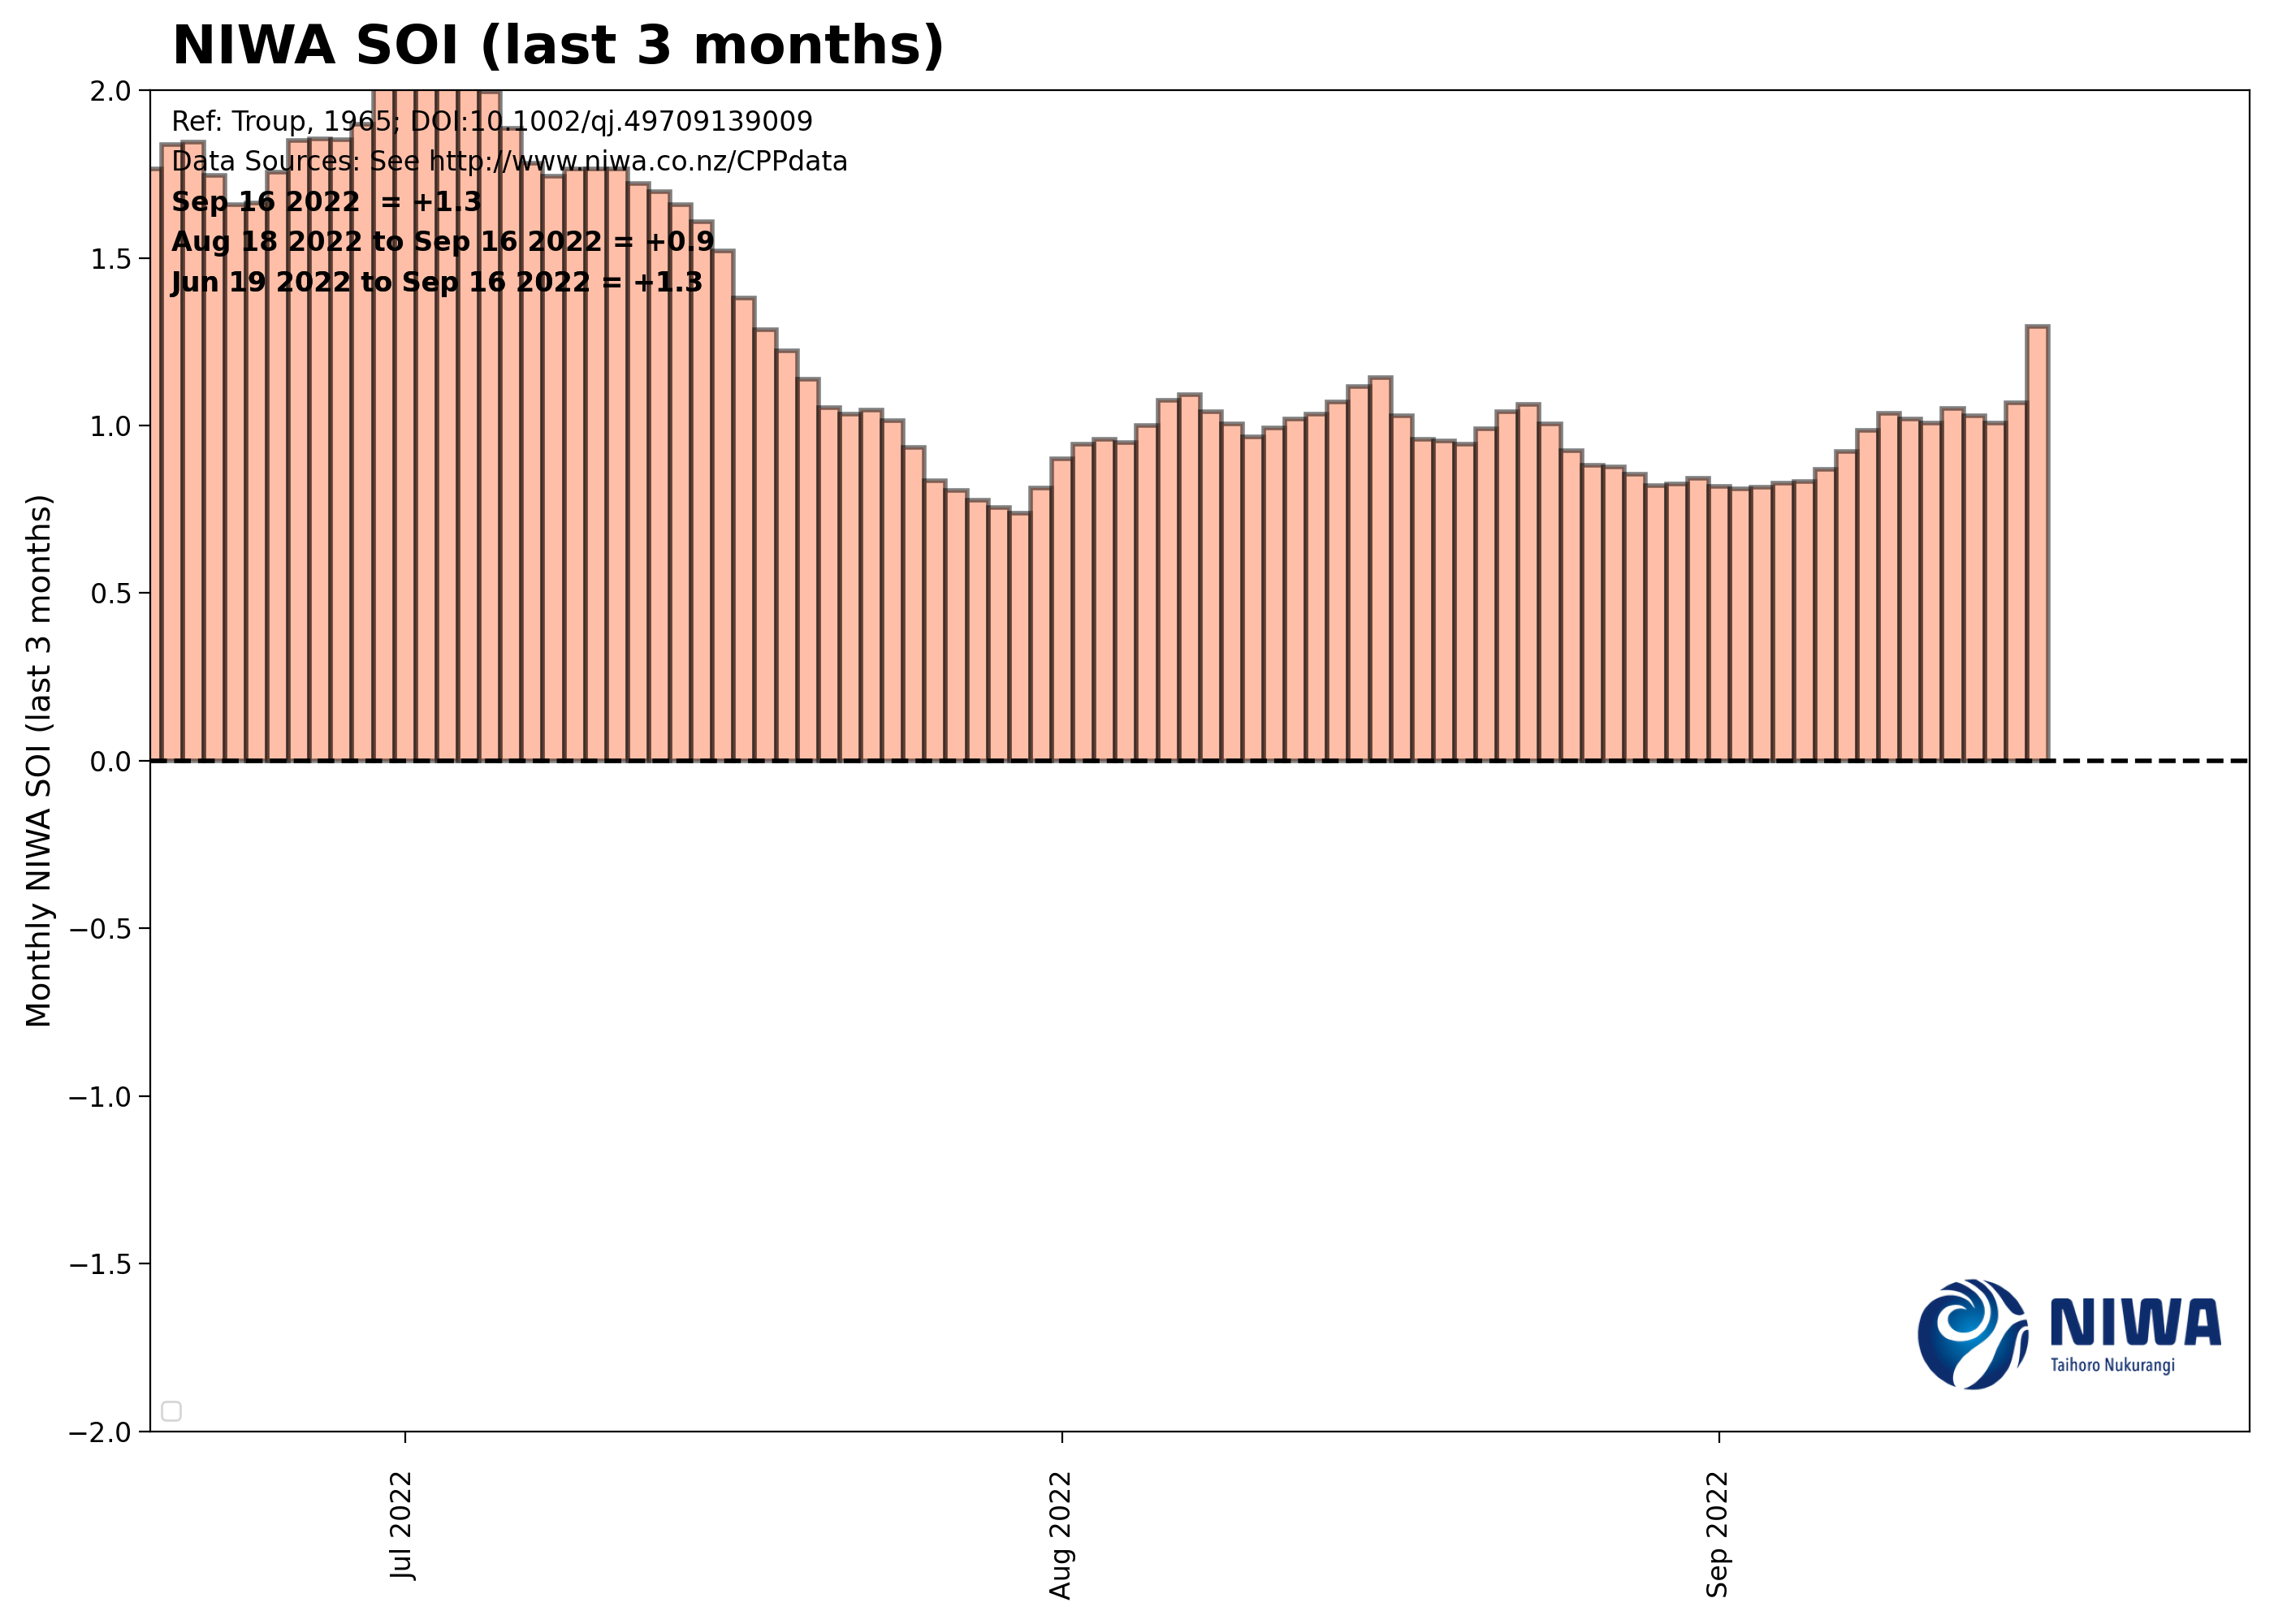 NIWA SOI (last 3 months)
2.0
1.5
1.0
0.5
0.0
−0.5
−1.0
−1.5
−2.0
Monthly NIWA SOI (last 3 months)
Ref: Troup, 1965; DOI:10.1002/qj.49709139009
Data Sources: See http://www.niwa.co.nz/CPPdata
Sep 16 2022 = +1.3
Aug 18 2022 to Sep 16 2022 = +0.9
Jun 19 2022 to Sep 16 2022 = +1.3
NIWA
Taihoro Nukurangi
Jul 2022
Aug 2022
Sep 2022